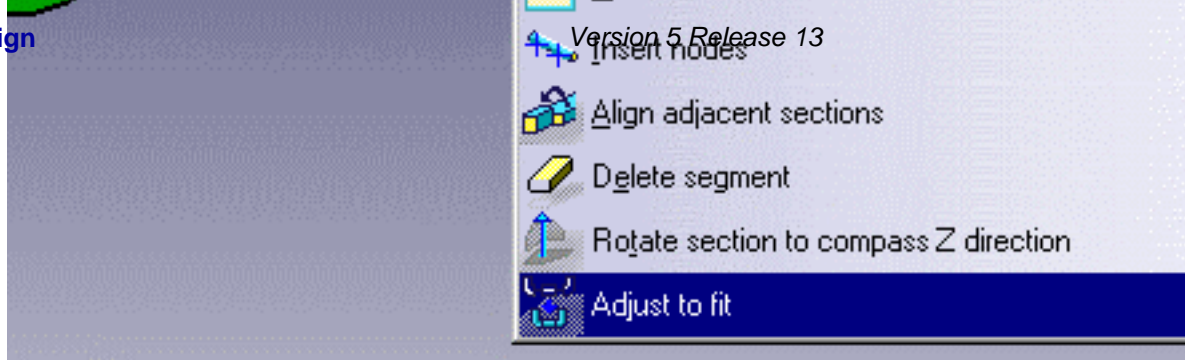 ign
Version 5 Release 13
Insert nodes
Align adjacent sections
Delete segment
Rotate section to compass Z direction
Adjust to fit